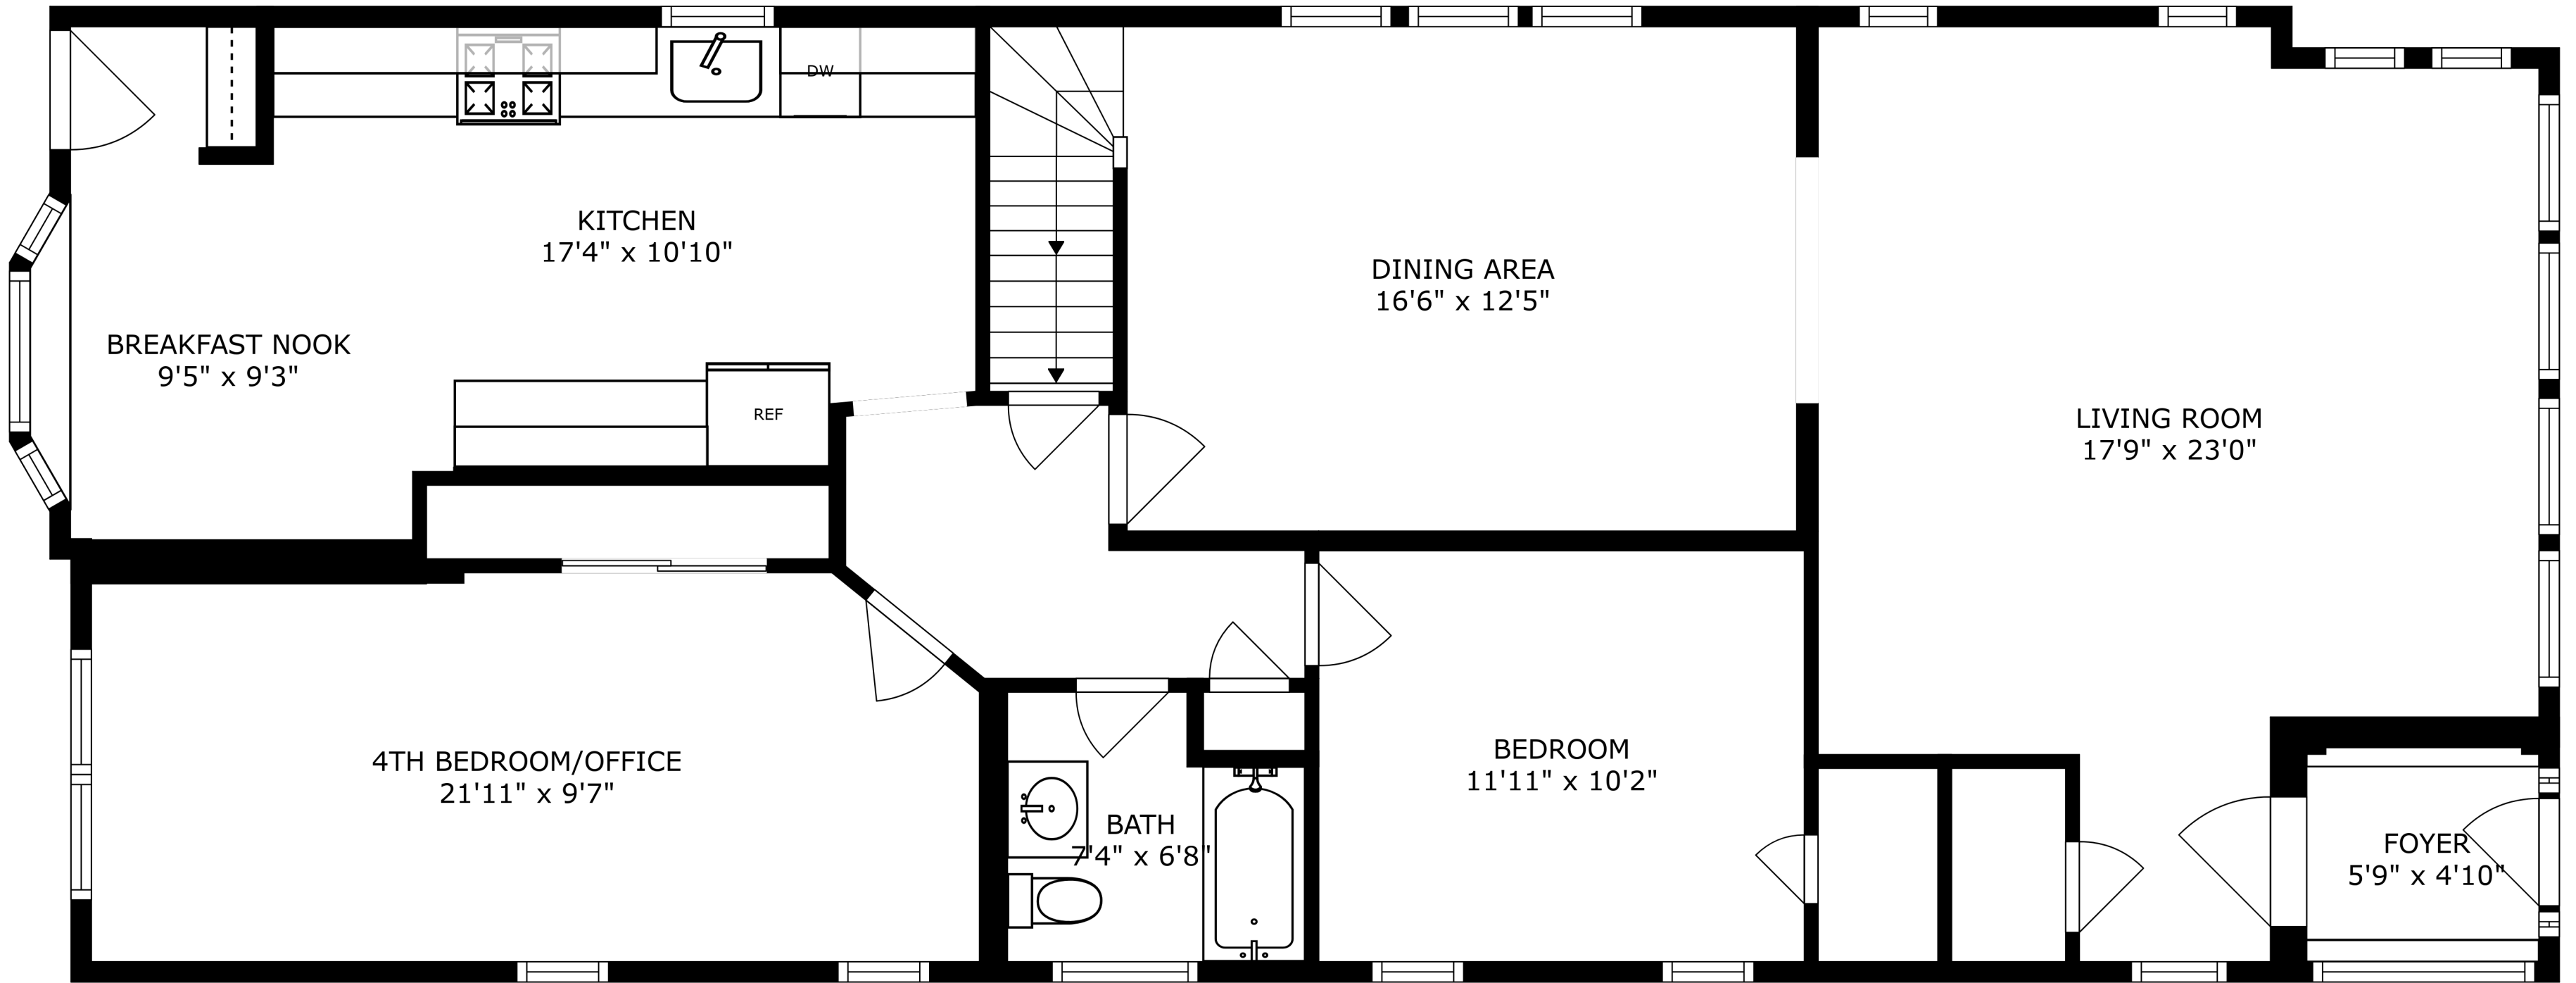 DW
KITCHEN
17'4" x 10'10"
DINING AREA
16'6" x 12'5"
BREAKFAST NOOK
9'5" x 9'3"
REF
LIVING ROOM
17'9" x 23'0"
4TH BEDROOM/OFFICE
21'11" x 9'7"
BEDROOM
11'11" x 10'2"
BATH
7'4" x 6'8"
FOYER
5'9" x 4'10"